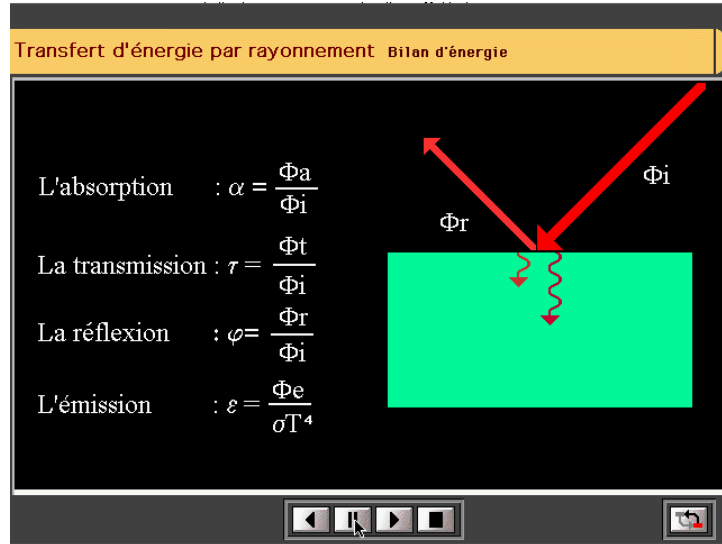 Transfert d'énergie par rayonnement Bilan d'énergie
L'absorption : α = Φa / Φi
La transmission : τ = Φt / Φi
La réflexion : φ = Φr / Φi
L'émission : ε = Φe / σT⁴
Φr
Φi